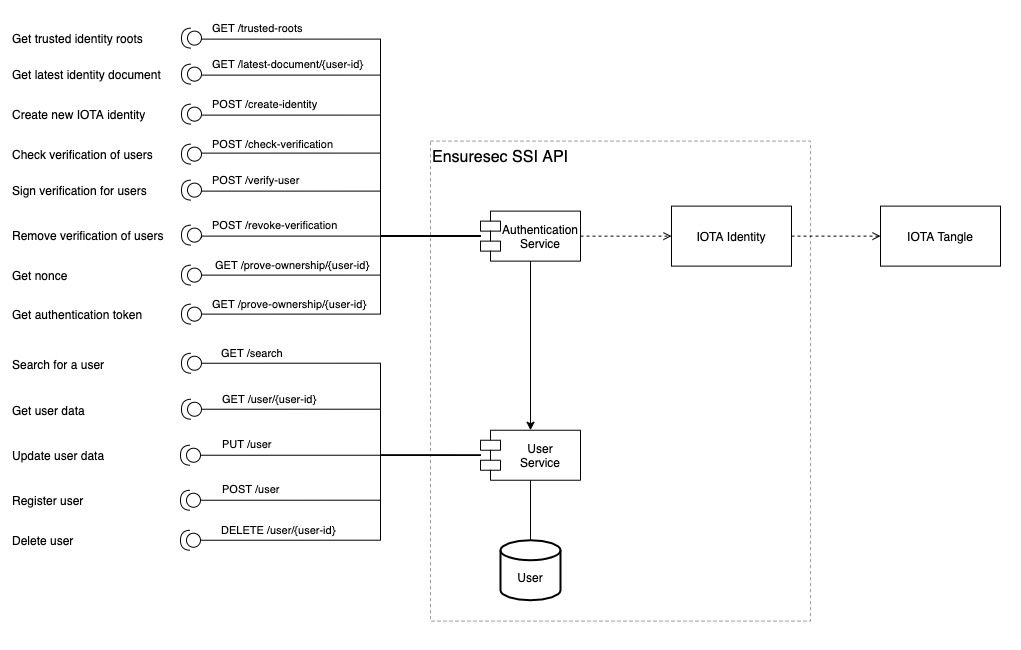 Get trusted identity roots
GET /trusted-roots
Get latest identity document
GET /latest-document/{user-id}
Create new IOTA identity
POST /create-identity
Check verification of users
POST /check-verification
Sign verification for users
POST /verify-user
Remove verification of users
POST /revoke-verification
Get nonce
GET /prove-ownership/{user-id}
Get authentication token
GET /prove-ownership/{user-id}
Search for a user
GET /search
Get user data
GET /user/{user-id}
Update user data
PUT /user
Register user
POST /user
Delete user
DELETE /user/{user-id}
Ensuresec SSI API
Authentication
Service
IOTA Identity
IOTA Tangle
User
Service
User